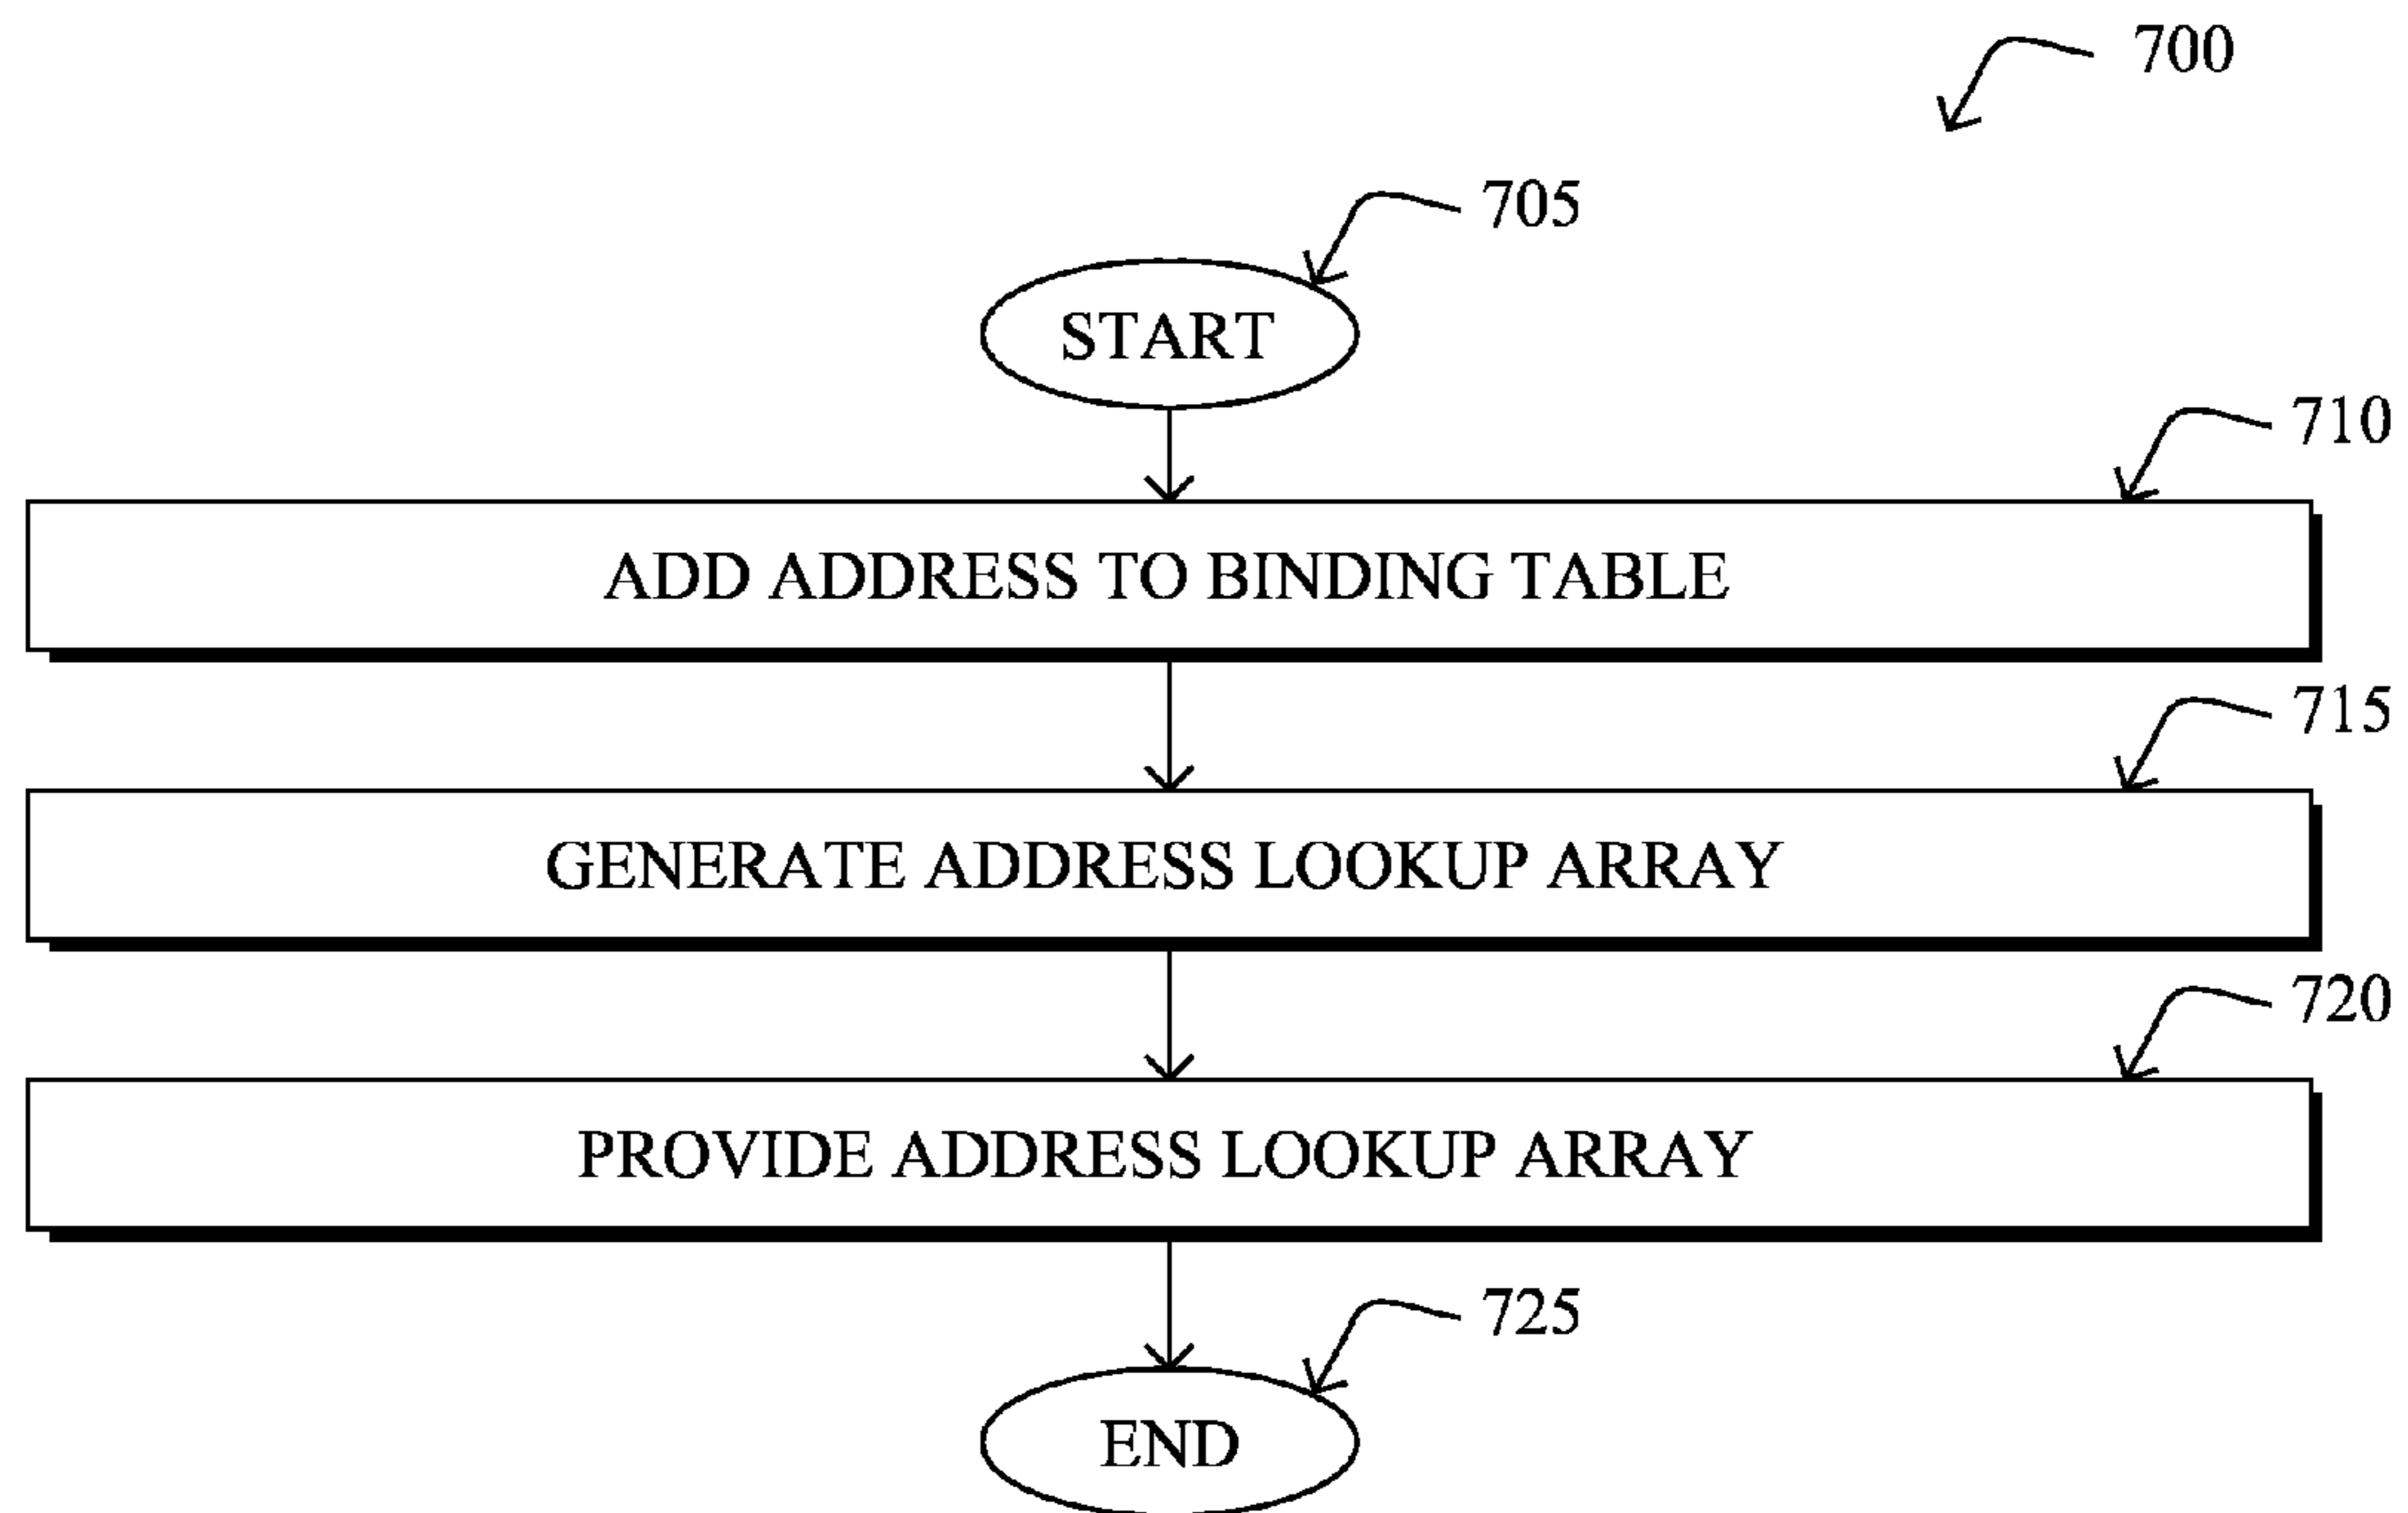 700
705
START
710
ADD ADDRESS TO BINDING TABLE
715
GENERATE ADDRESS LOOKUP ARRAY
720
PROVIDE ADDRESS LOOKUP ARRAY
725
END